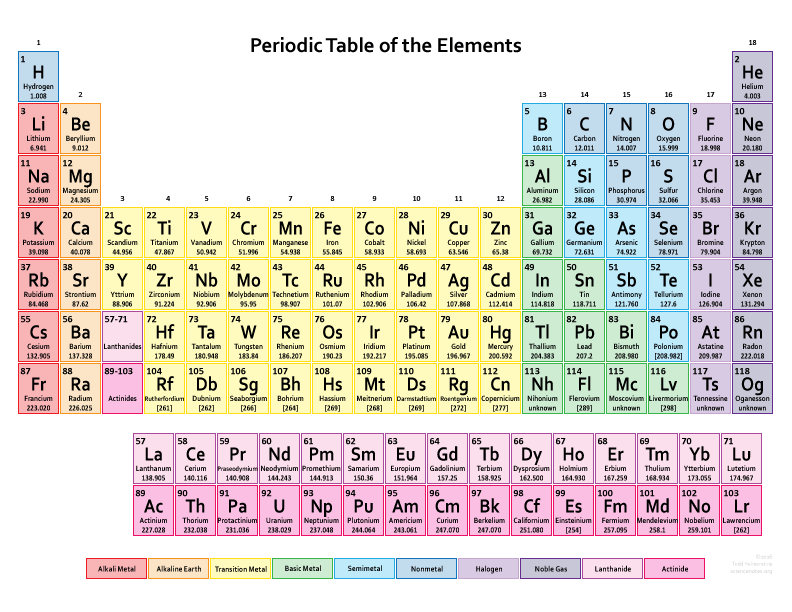 Periodic Table of the Elements
1 18
1 2
H He
Hydrogen Helium
1.008 4.003
2 13 14 15 16 17
3 4 5 6 7 8 9 10
Li Be B C N O F Ne
Lithium Beryllium Boron Carbon Nitrogen Oxygen Fluorine Neon
6.941 9.012 10.811 12.011 14.007 15.999 18.998 20.180
11 12 13 14 15 16 17 18
Na Mg Al Si P S Cl Ar
Sodium Magnesium Aluminum Silicon Phosphorus Sulfur Chlorine Argon
22.990 24.305 26.982 28.086 30.974 32.066 35.453 39.948
3 4 5 6 7 8 9 10 11 12
19 20 21 22 23 24 25 26 27 28 29 30 31 32 33 34 35 36
K Ca Sc Ti V Cr Mn Fe Co Ni Cu Zn Ga Ge As Se Br Kr
Potassium Calcium Scandium Titanium Vanadium Chromium Manganese Iron Cobalt Nickel Copper Zinc Gallium Germanium Arsenic Selenium Bromine Krypton
39.098 40.078 44.956 47.867 50.942 51.996 54.938 55.845 58.933 58.693 63.546 65.38 69.732 72.631 74.922 78.971 79.904 84.798
37 38 39 40 41 42 43 44 45 46 47 48 49 50 51 52 53 54
Rb Sr Y Zr Nb Mo Tc Ru Rh Pd Ag Cd In Sn Sb Te I Xe
Rubidium Strontium Yttrium Zirconium Niobium Molybdenum Technetium Ruthenium Rhodium Palladium Silver Cadmium Indium Tin Antimony Tellurium Iodine Xenon
84.468 87.62 88.906 91.224 92.906 95.95 98.907 101.07 102.906 106.42 107.868 112.414 114.818 118.711 121.760 127.6 126.904 131.294
55 56 57-71 72 73 74 75 76 77 78 79 80 81 82 83 84 85 86
Cs Ba Hf Ta W Re Os Ir Pt Au Hg Tl Pb Bi Po At Rn
Cesium Barium Lanthanides Hafnium Tantalum Tungsten Rhenium Osmium Iridium Platinum Gold Mercury Thallium Lead Bismuth Polonium Astatine Radon
132.905 137.328 178.49 180.948 183.84 186.207 190.23 192.217 195.085 196.967 200.592 204.383 207.2 208.980 [208.982] 209.987 222.018
87 88 89-103 104 105 106 107 108 109 110 111 112 113 114 115 116 117 118
Fr Ra Rf Db Sg Bh Hs Mt Ds Rg Cn Nh Fl Mc Lv Ts Og
Francium Radium Actinides Rutherfordium Dubnium Seaborgium Bohrium Hassium Meitnerium Darmstadtium Roentgenium Copernicium Nihonium Flerovium Moscovium Livermorium Tennessine Oganesson
223.020 226.025 [261] [262] [266] [264] [269] [268] [269] [272] [277] unknown [289] unknown [298] unknown unknown
57 58 59 60 61 62 63 64 65 66 67 68 69 70 71
La Ce Pr Nd Pm Sm Eu Gd Tb Dy Ho Er Tm Yb Lu
Lanthanum Cerium Praseodymium Neodymium Promethium Samarium Europium Gadolinium Terbium Dysprosium Holmium Erbium Thulium Ytterbium Lutetium
138.905 140.116 140.908 144.243 144.913 150.36 151.964 157.25 158.925 162.500 164.930 167.259 168.934 173.055 174.967
89 90 91 92 93 94 95 96 97 98 99 100 101 102 103
Ac Th Pa U Np Pu Am Cm Bk Cf Es Fm Md No Lr
Actinium Thorium Protactinium Uranium Neptunium Plutonium Americium Curium Berkelium Californium Einsteinium Fermium Mendelevium Nobelium Lawrencium
227.028 232.038 231.036 238.029 237.048 244.064 243.061 247.070 247.070 251.080 [254] 257.095 258.1 259.101 [262]
Alkali Metal Alkaline Earth Transition Metal Basic Metal Semimetal Nonmetal Halogen Noble Gas Lanthanide Actinide